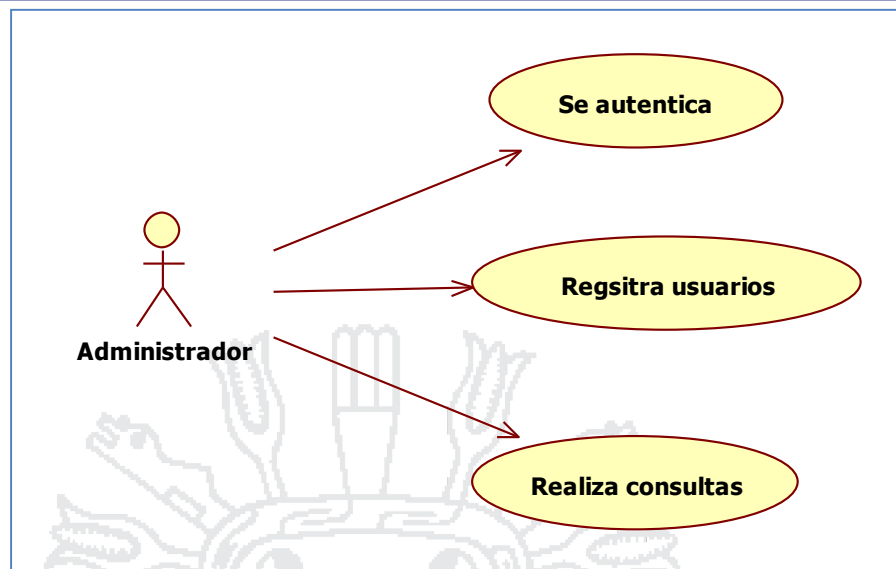 Se autentica
Regsitra usuarios
Administrador
Realiza consultas